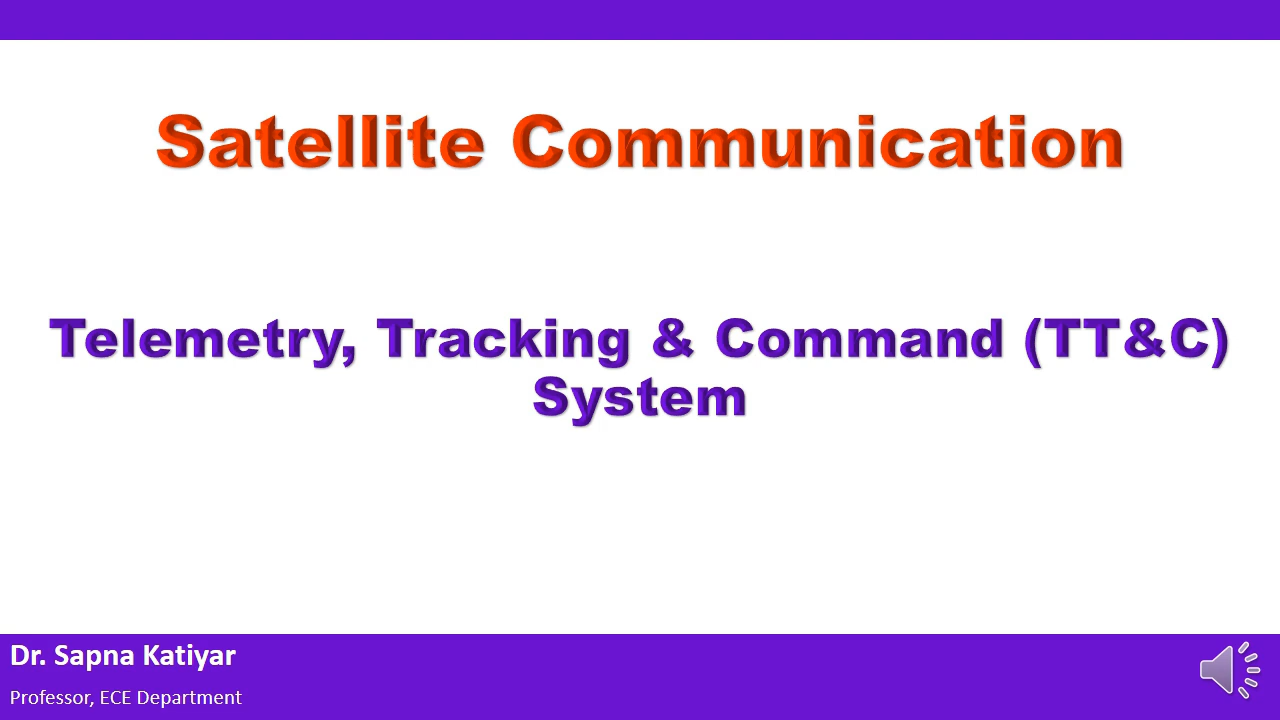 Satellite Communication
Telemetry, Tracking & Command (TT&C)
System
Dr. Sapna Katiyar
Professor, ECE Department